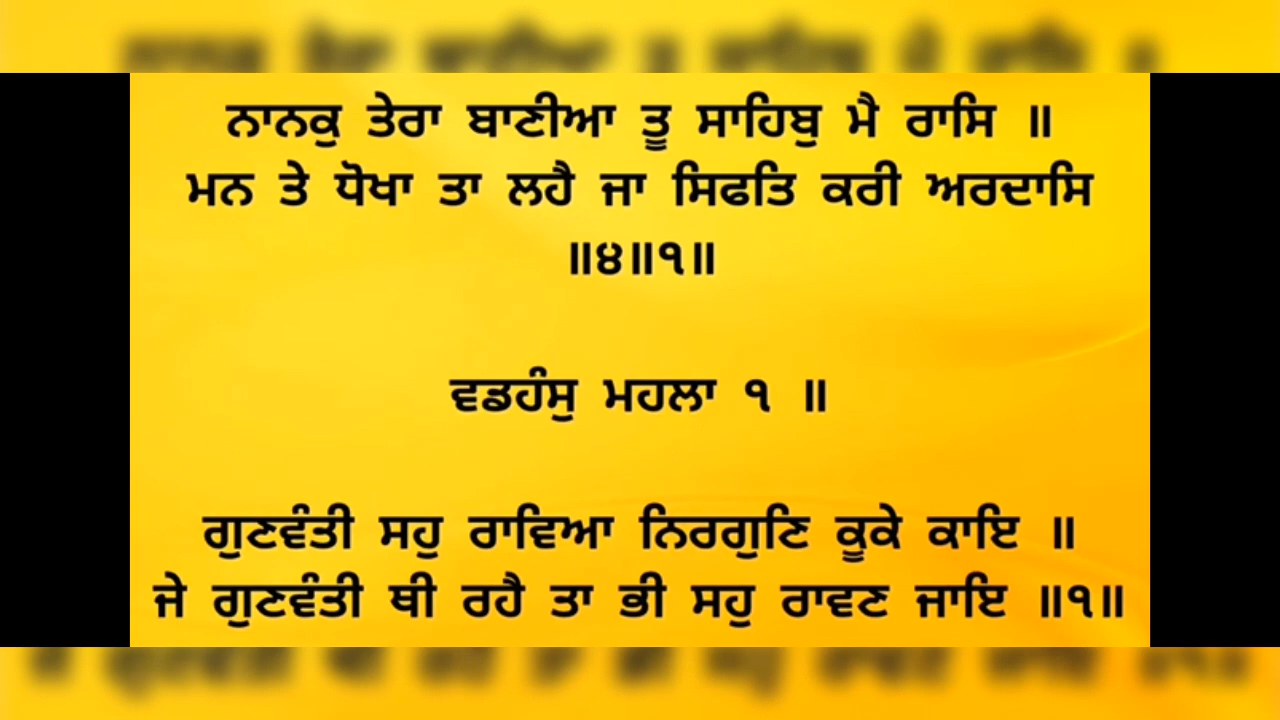 ਨਾਨਕੁ ਤੇਰਾ ਬਾਣੀਆ ਤੂ ਸਾਹਿਬੁ ਮੈ ਰਾਸਿ ॥
ਮਨ ਤੇ ਧੋਖਾ ਤਾ ਲਹੈ ਜਾ ਸਿਫਤਿ ਕਰੀ ਅਰਦਾਸਿ
॥੪॥੧॥
ਵਡਹੰਸੁ ਮਹਲਾ ੧ ॥
ਗੁਣਵੰਤੀ ਸਹੁ ਰਾਵਿਆ ਨਿਰਗੁਣਿ ਕੂਕੇ ਕਾਇ ॥
ਜੇ ਗੁਣਵੰਤੀ ਥੀ ਰਹੈ ਤਾ ਭੀ ਸਹੁ ਰਾਵਣ ਜਾਇ ॥੧॥